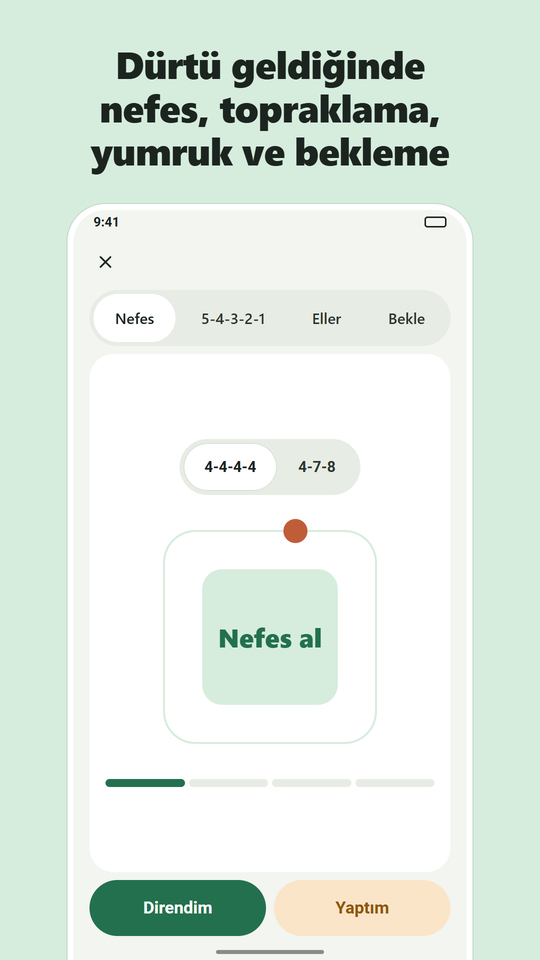 Dürtü geldiğinde
nefes, topraklama,
yumruk ve bekleme
9:41
Nefes
5-4-3-2-1
Eller
Bekle
4-4-4-4
4-7-8
Nefes al
Direndim
Yaptım